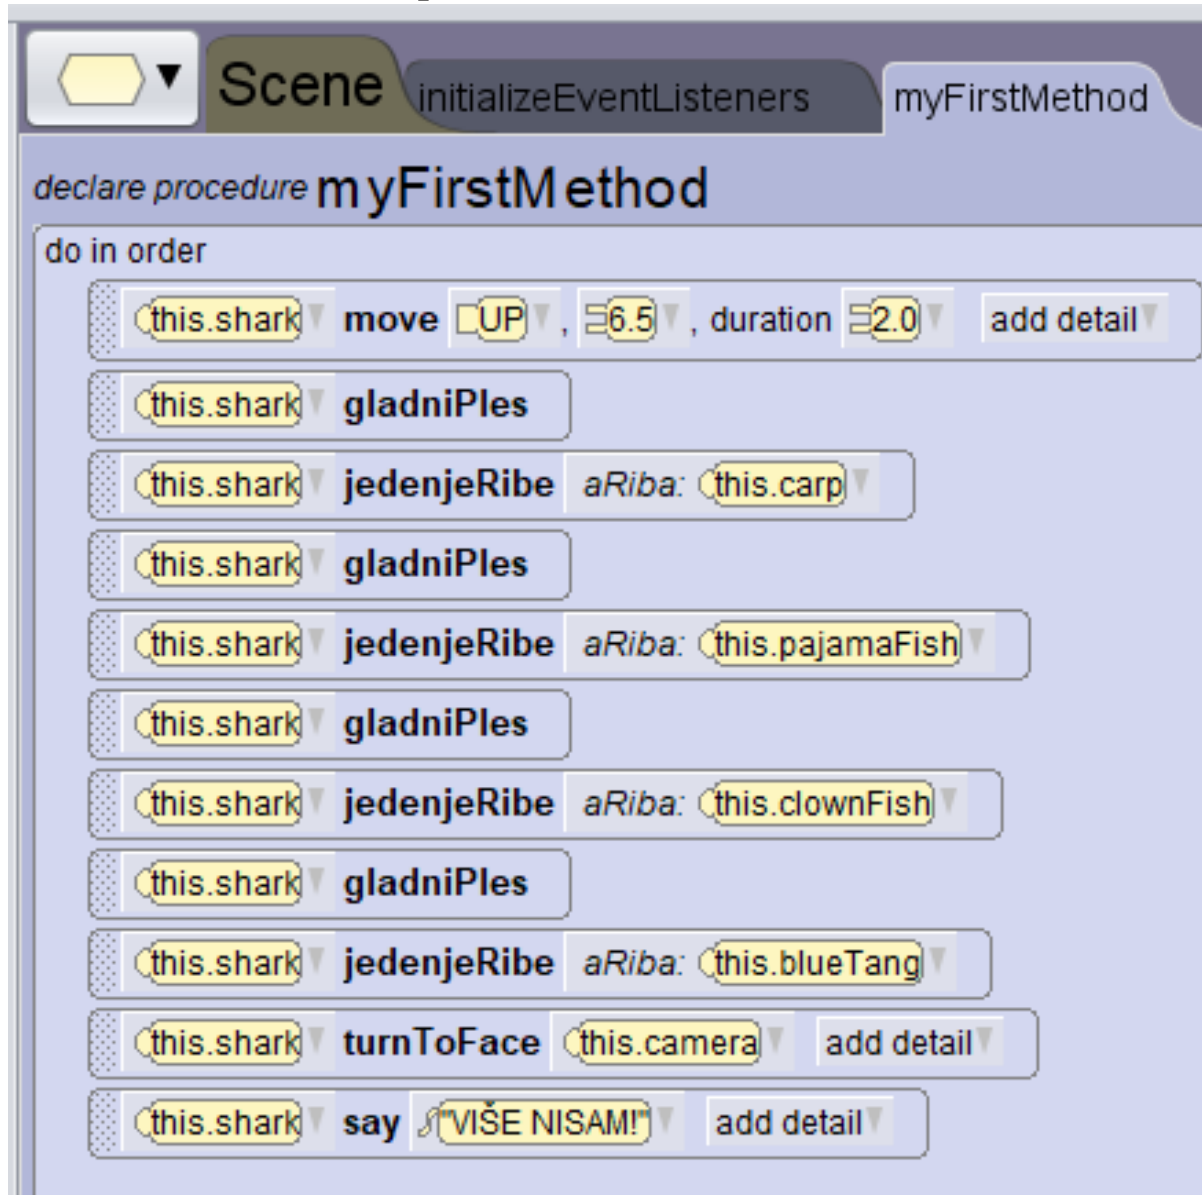 Scene initializeEventListeners myFirstMethod
declare procedure myFirstMethod
do in order
this.shark move UP , 6.5 , duration 2.0 add detail
this.shark gladniPles
this.shark jedenjeRibe aRiba: this.carp
this.shark gladniPles
this.shark jedenjeRibe aRiba: this.pajamaFish
this.shark gladniPles
this.shark jedenjeRibe aRiba: this.clownFish
this.shark gladniPles
this.shark jedenjeRibe aRiba: this.blueTang
this.shark turnToFace this.camera add detail
this.shark say "VIŠE NISAM!" add detail